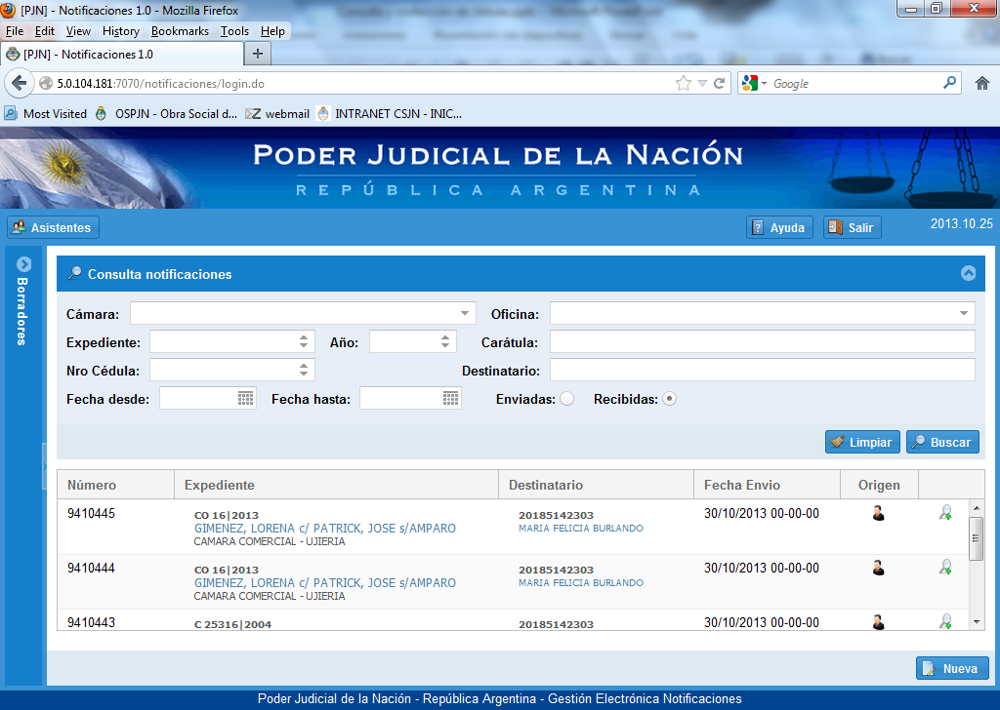 [PJN] - Notificaciones 1.0 - Mozilla Firefox
File Edit View History Bookmarks Tools Help
[PJN] - Notificaciones 1.0
5.0.104.181:7070/notificaciones/login.do
Google
Most Visited OSPJN - Obra Social d... webmail INTRANET CSJN - INIC...
PODER JUDICIAL DE LA NACIÓN
REPÚBLICA ARGENTINA
Asistentes Ayuda Salir 2013.10.25
Borradores
Consulta notificaciones
Cámara: Oficina:
Expediente: Año: Carátula:
Nro Cédula: Destinatario:
Fecha desde: Fecha hasta: Enviadas: Recibidas:
Limpiar Buscar
Número Expediente Destinatario Fecha Envio Origen
9410445 CO 16|2013 20185142303 30/10/2013 00-00-00
GIMENEZ, LORENA c/ PATRICK, JOSE s/AMPARO MARIA FELICIA BURLANDO
CAMARA COMERCIAL - UJIERIA
9410444 CO 16|2013 20185142303 30/10/2013 00-00-00
GIMENEZ, LORENA c/ PATRICK, JOSE s/AMPARO MARIA FELICIA BURLANDO
CAMARA COMERCIAL - UJIERIA
9410443 C 25316|2004 20185142303 30/10/2013 00-00-00
Nueva
Poder Judicial de la Nación - República Argentina - Gestión Electrónica Notificaciones